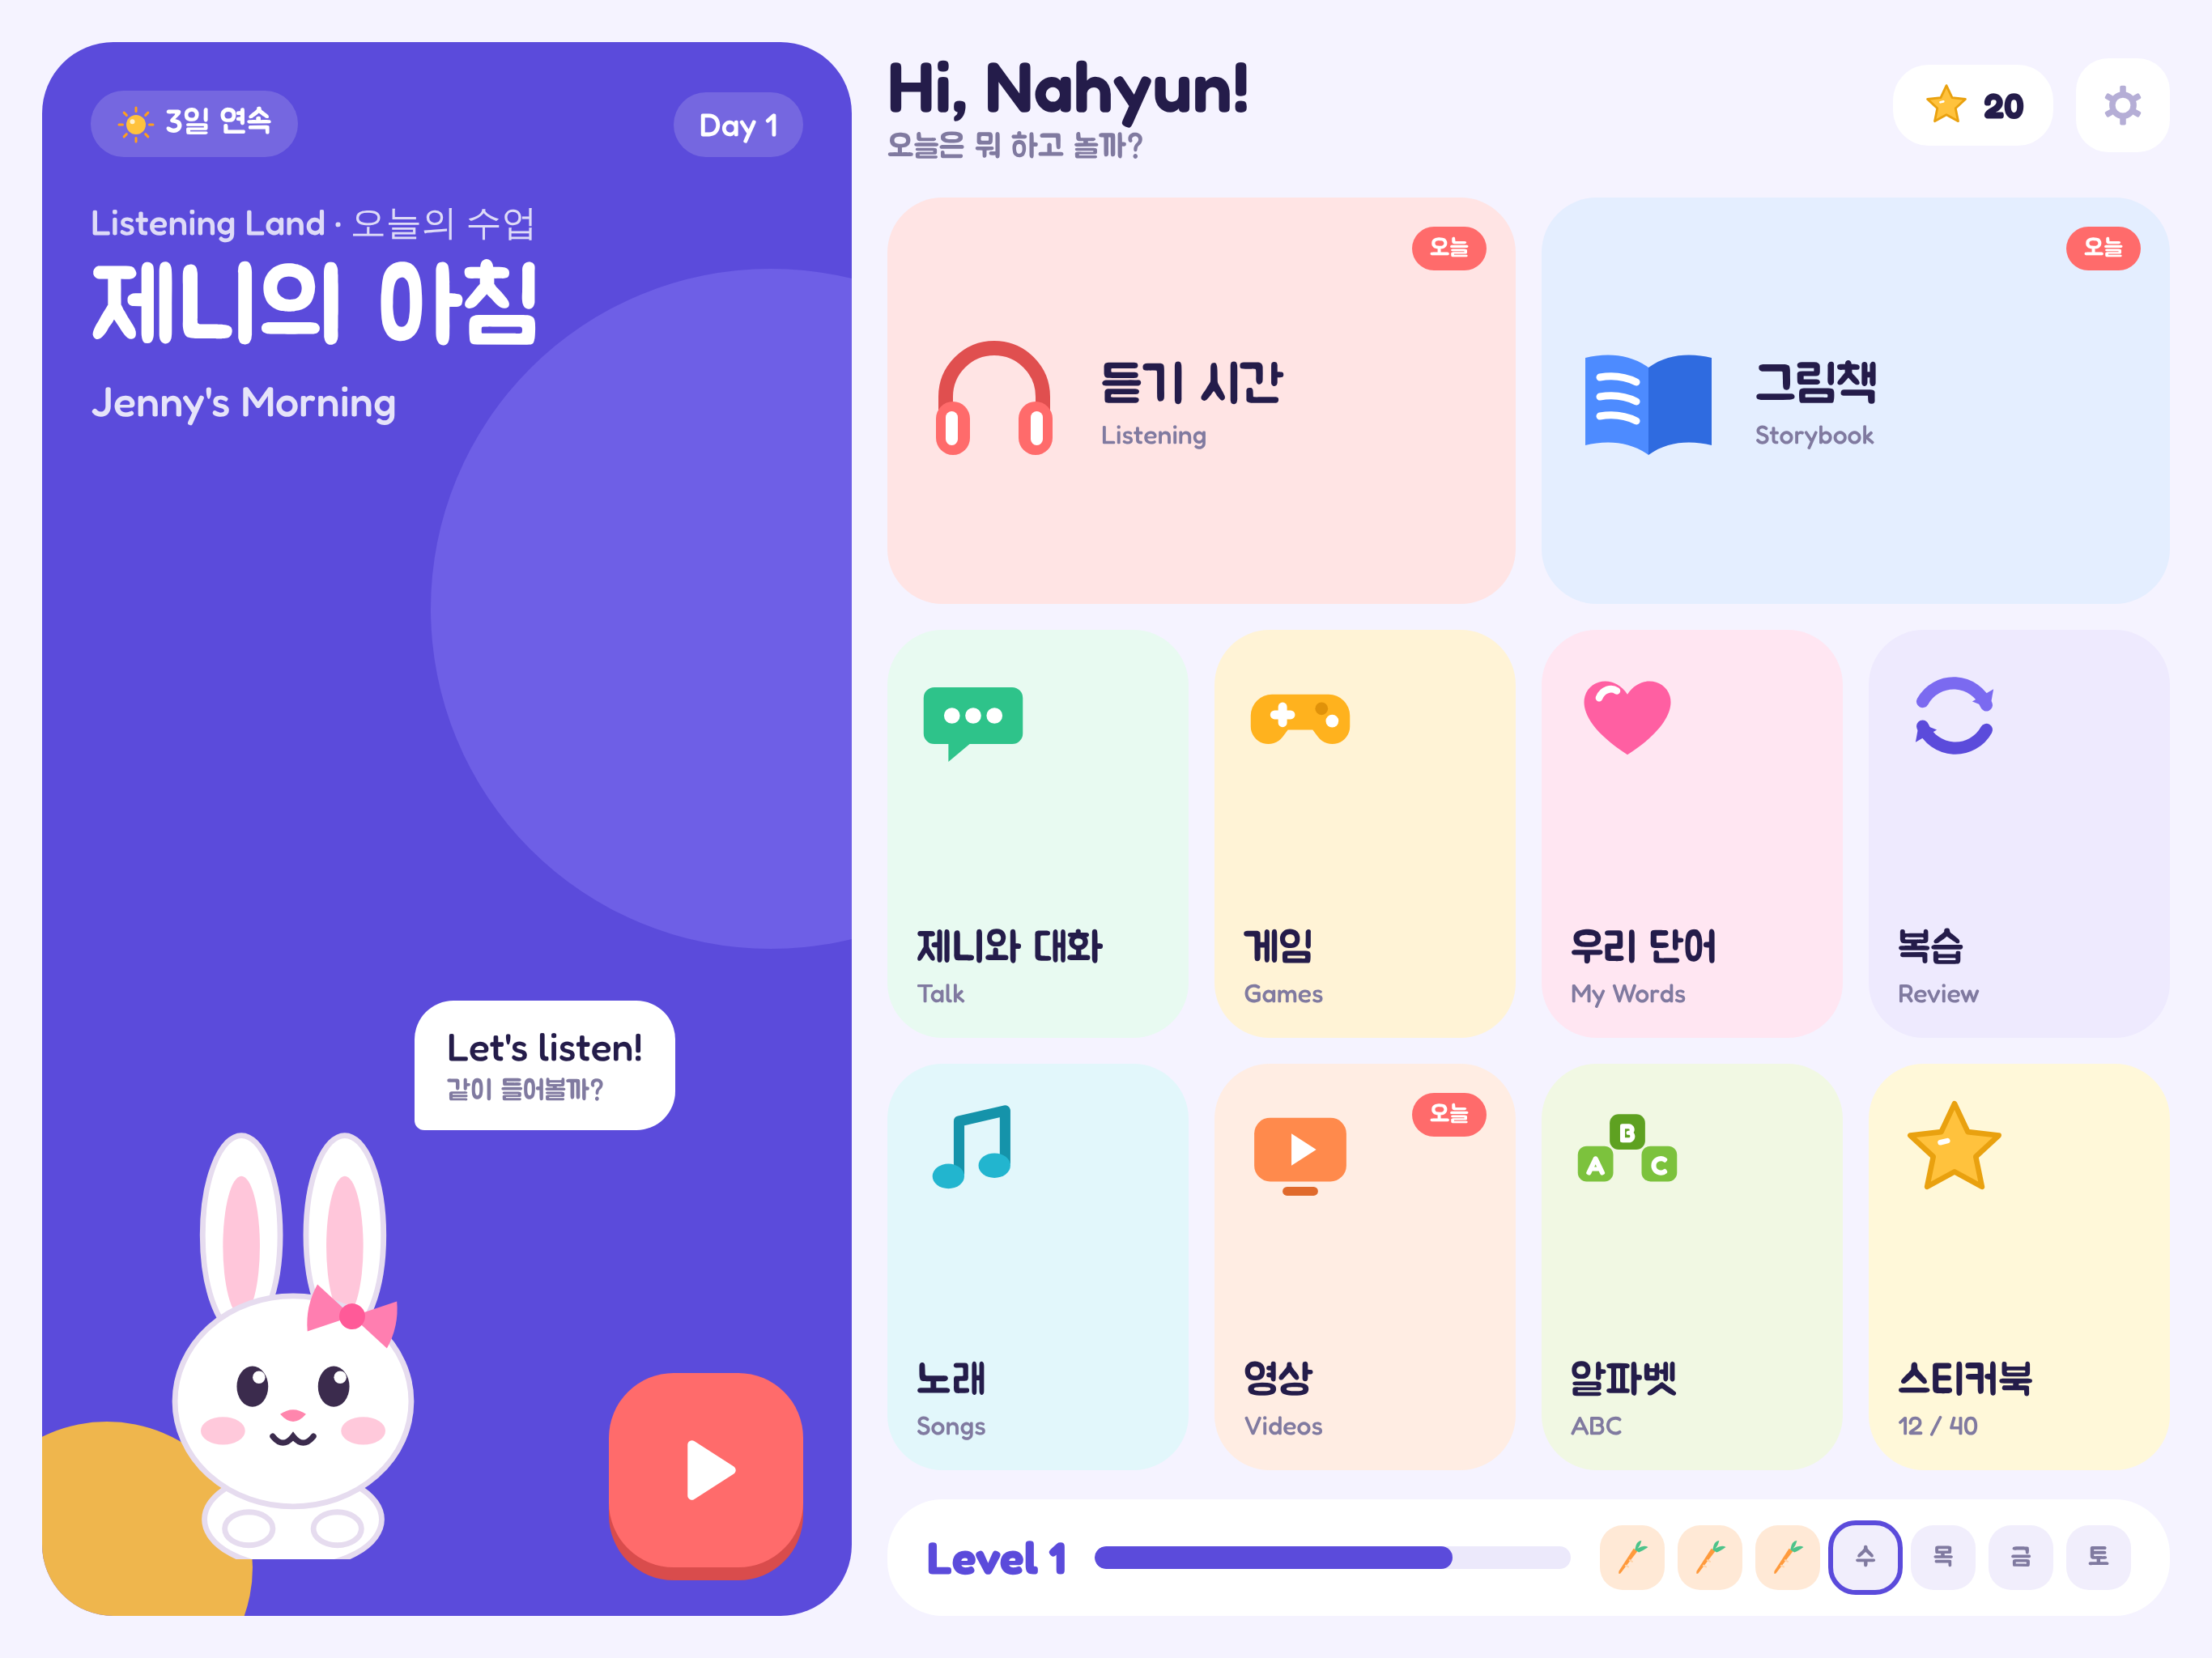 3일 연속
Day 1
Listening Land · 오늘의 수업
제니의 아침
Jenny's Morning
Let's listen!
같이 들어볼까?
Hi, Nahyun!
오늘은 뭐 하고 놀까?
20
오늘
듣기 시간
Listening
오늘
그림책
Storybook
제니와 대화
Talk
게임
Games
우리 단어
My Words
복습
Review
노래
Songs
오늘
영상
Videos
A B C
알파벳
ABC
스티커북
12 / 40
Level 1
수 목 금 토